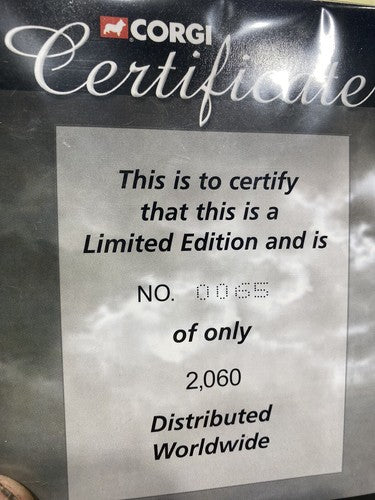 CORGI
Certificate
This is to certify
that this is a
Limited Edition and is
NO. 0065
of only
2,060
Distributed
Worldwide